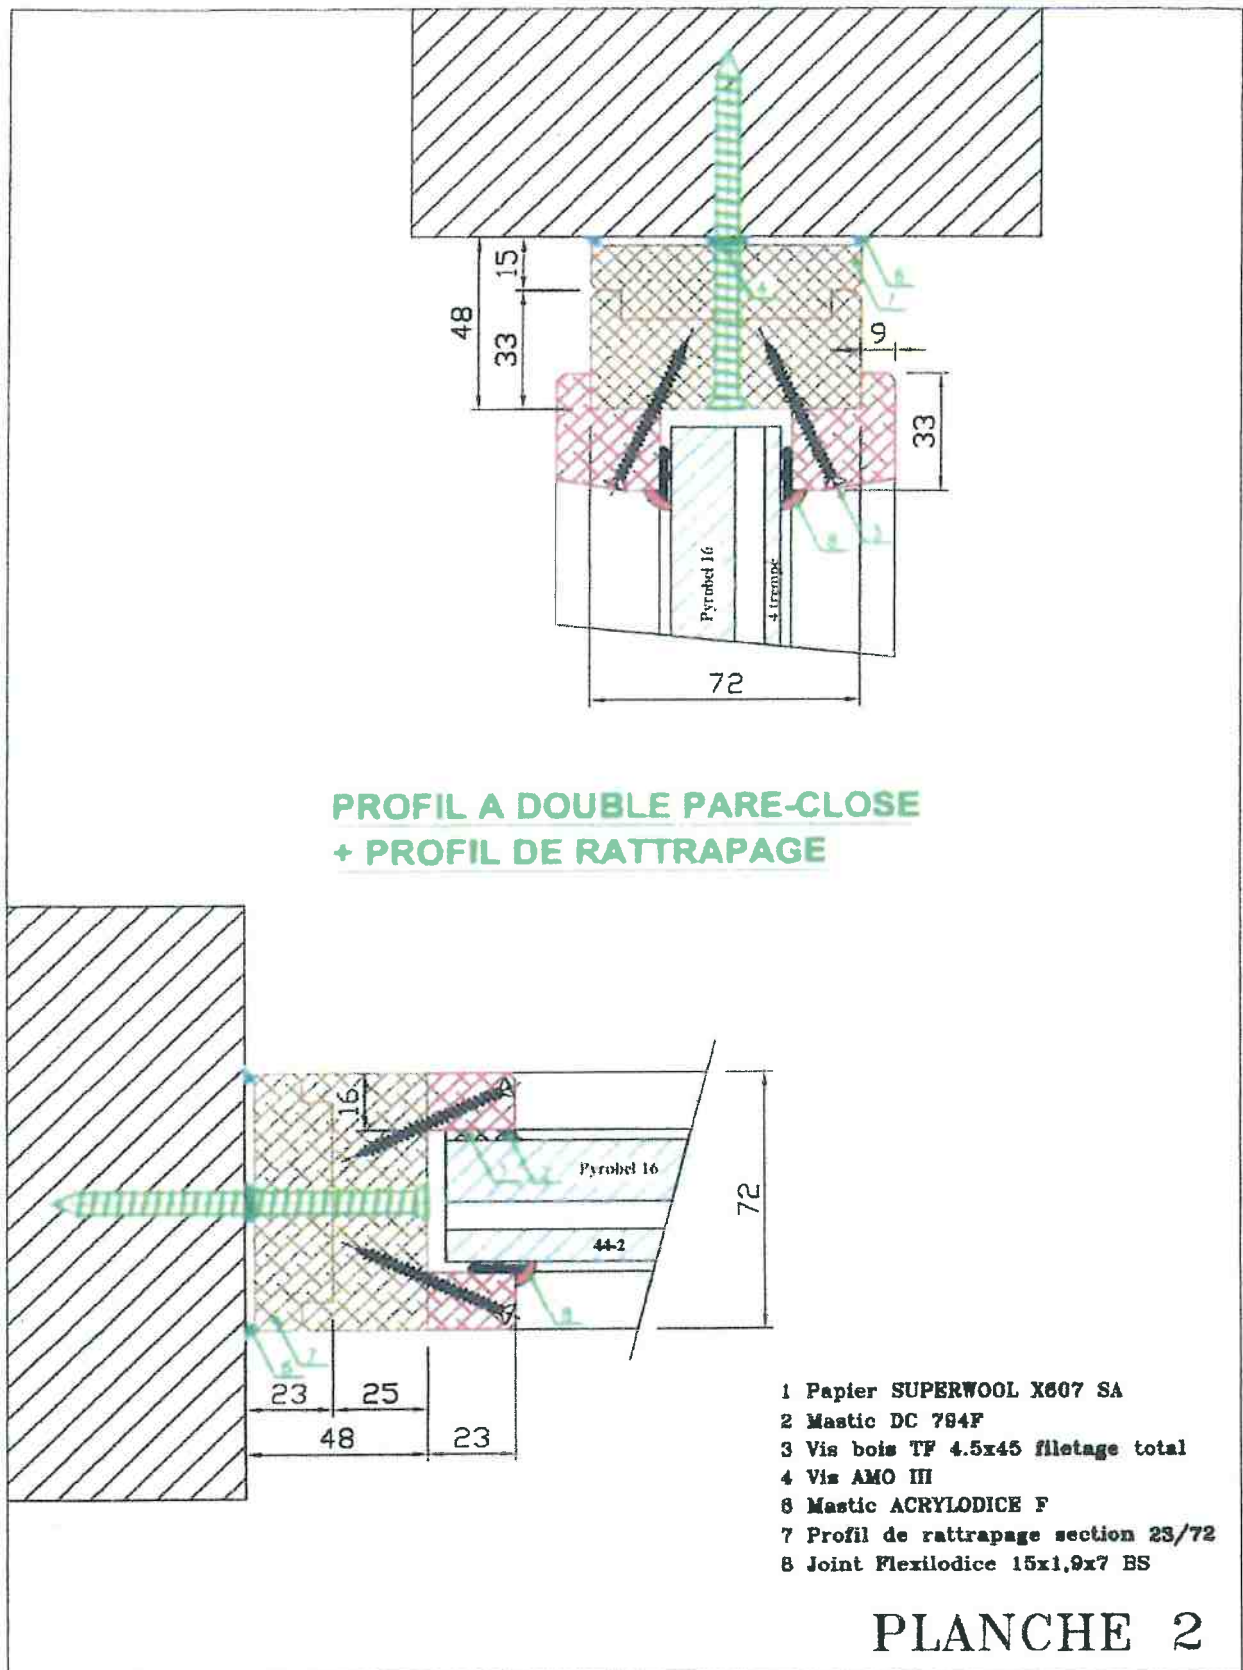 15
48
33
9
33
Pyrobel 16
4 trempe
72
PROFIL A DOUBLE PARE-CLOSE
+ PROFIL DE RATTRAPAGE
16
Pyrobel 16
44-2
72
23
25
48
23
1 Papier SUPERWOOL X607 SA
2 Mastic DC 784F
3 Vis bois TF 4.5x45 filetage total
4 Vis AMO III
6 Mastic ACRYLODICE F
7 Profil de rattrapage section 23/72
8 Joint Flexilodice 15x1,9x7 BS
PLANCHE 2